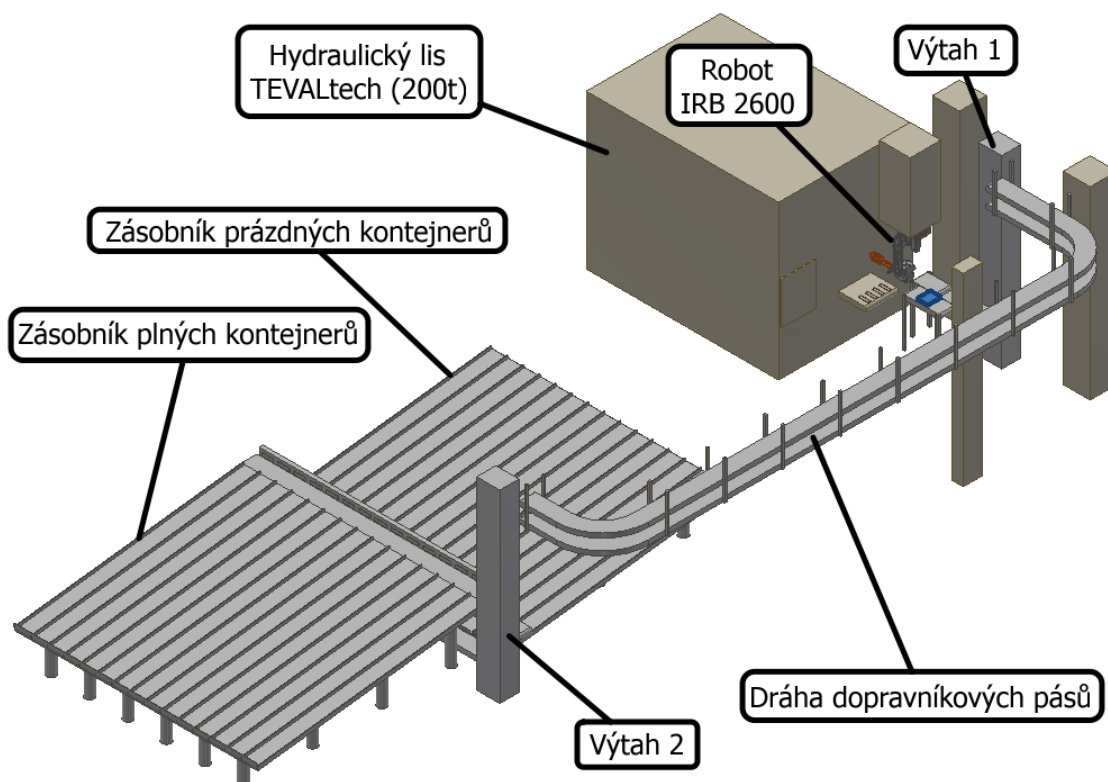 Hydraulický lis
TEVALtech (200t)
Robot
IRB 2600
Výtah 1
Zásobník prázdných kontejnerů
Zásobník plných kontejnerů
Dráha dopravníkových pásů
Výtah 2